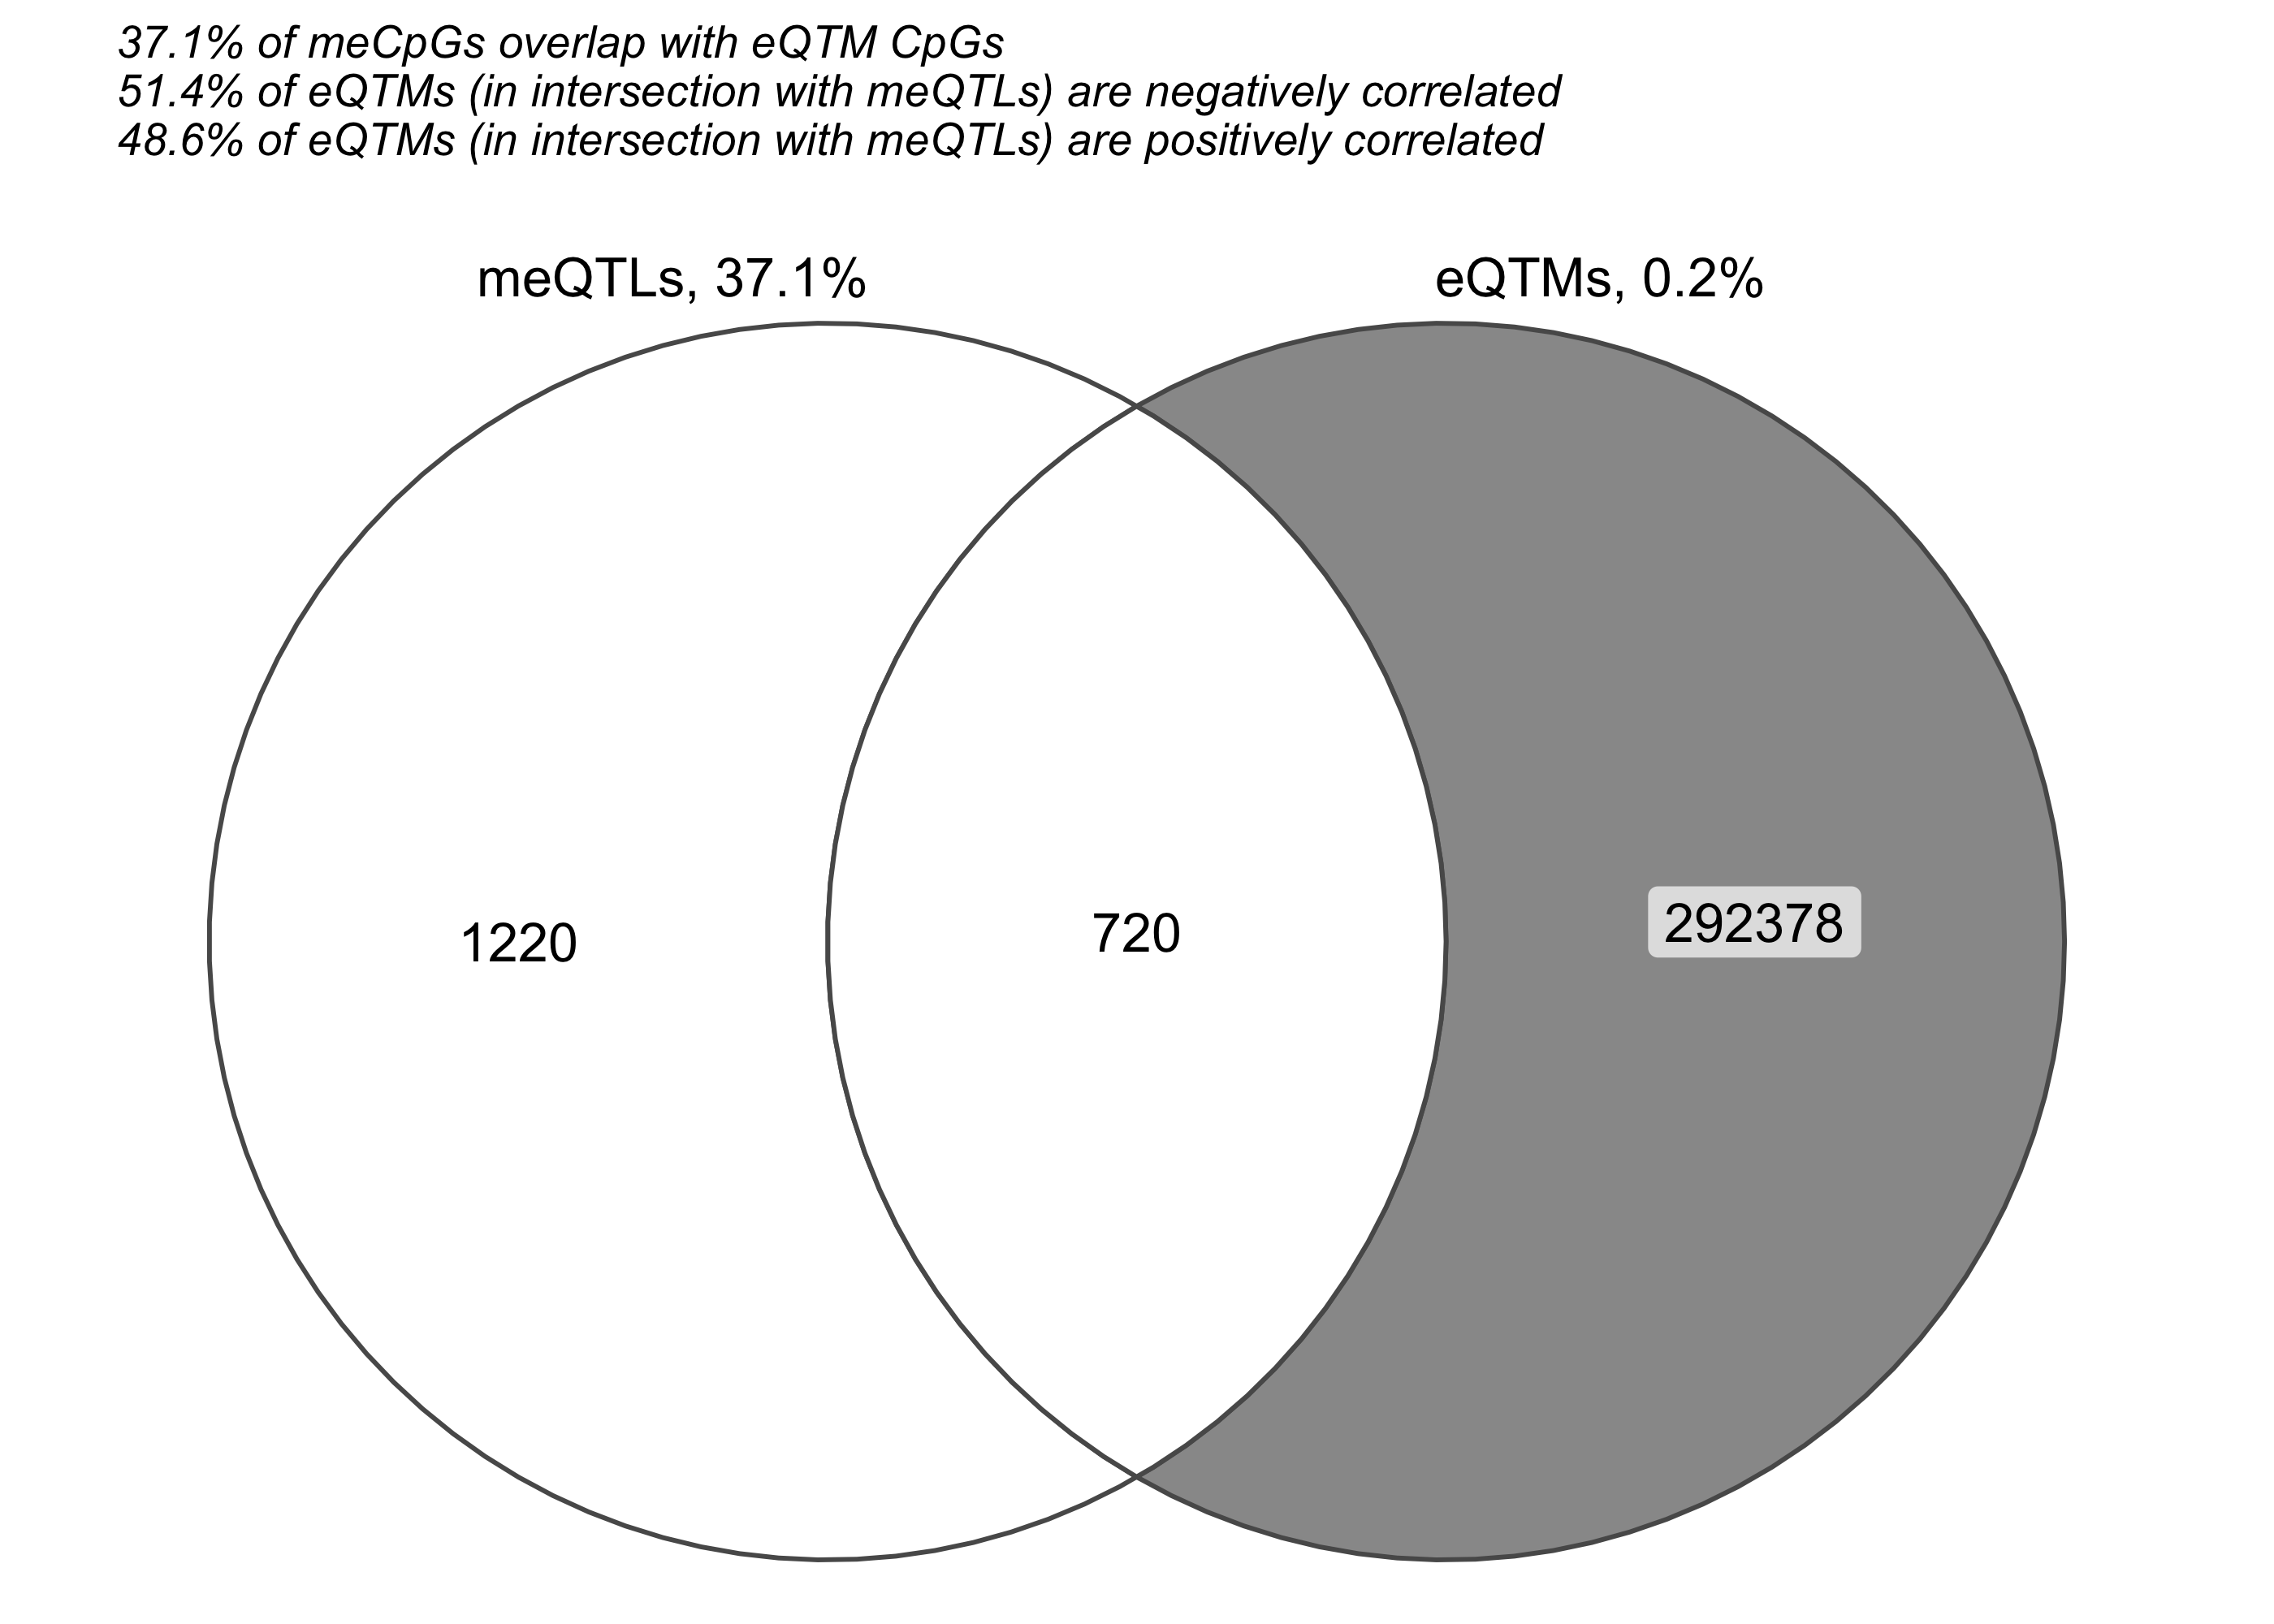 37.1% of meCpGs overlap with eQTM CpGs
51.4% of eQTMs (in intersection with meQTLs) are negatively correlated
48.6% of eQTMs (in intersection with meQTLs) are positively correlated
meQTLs, 37.1%
eQTMs, 0.2%
1220
720
292378